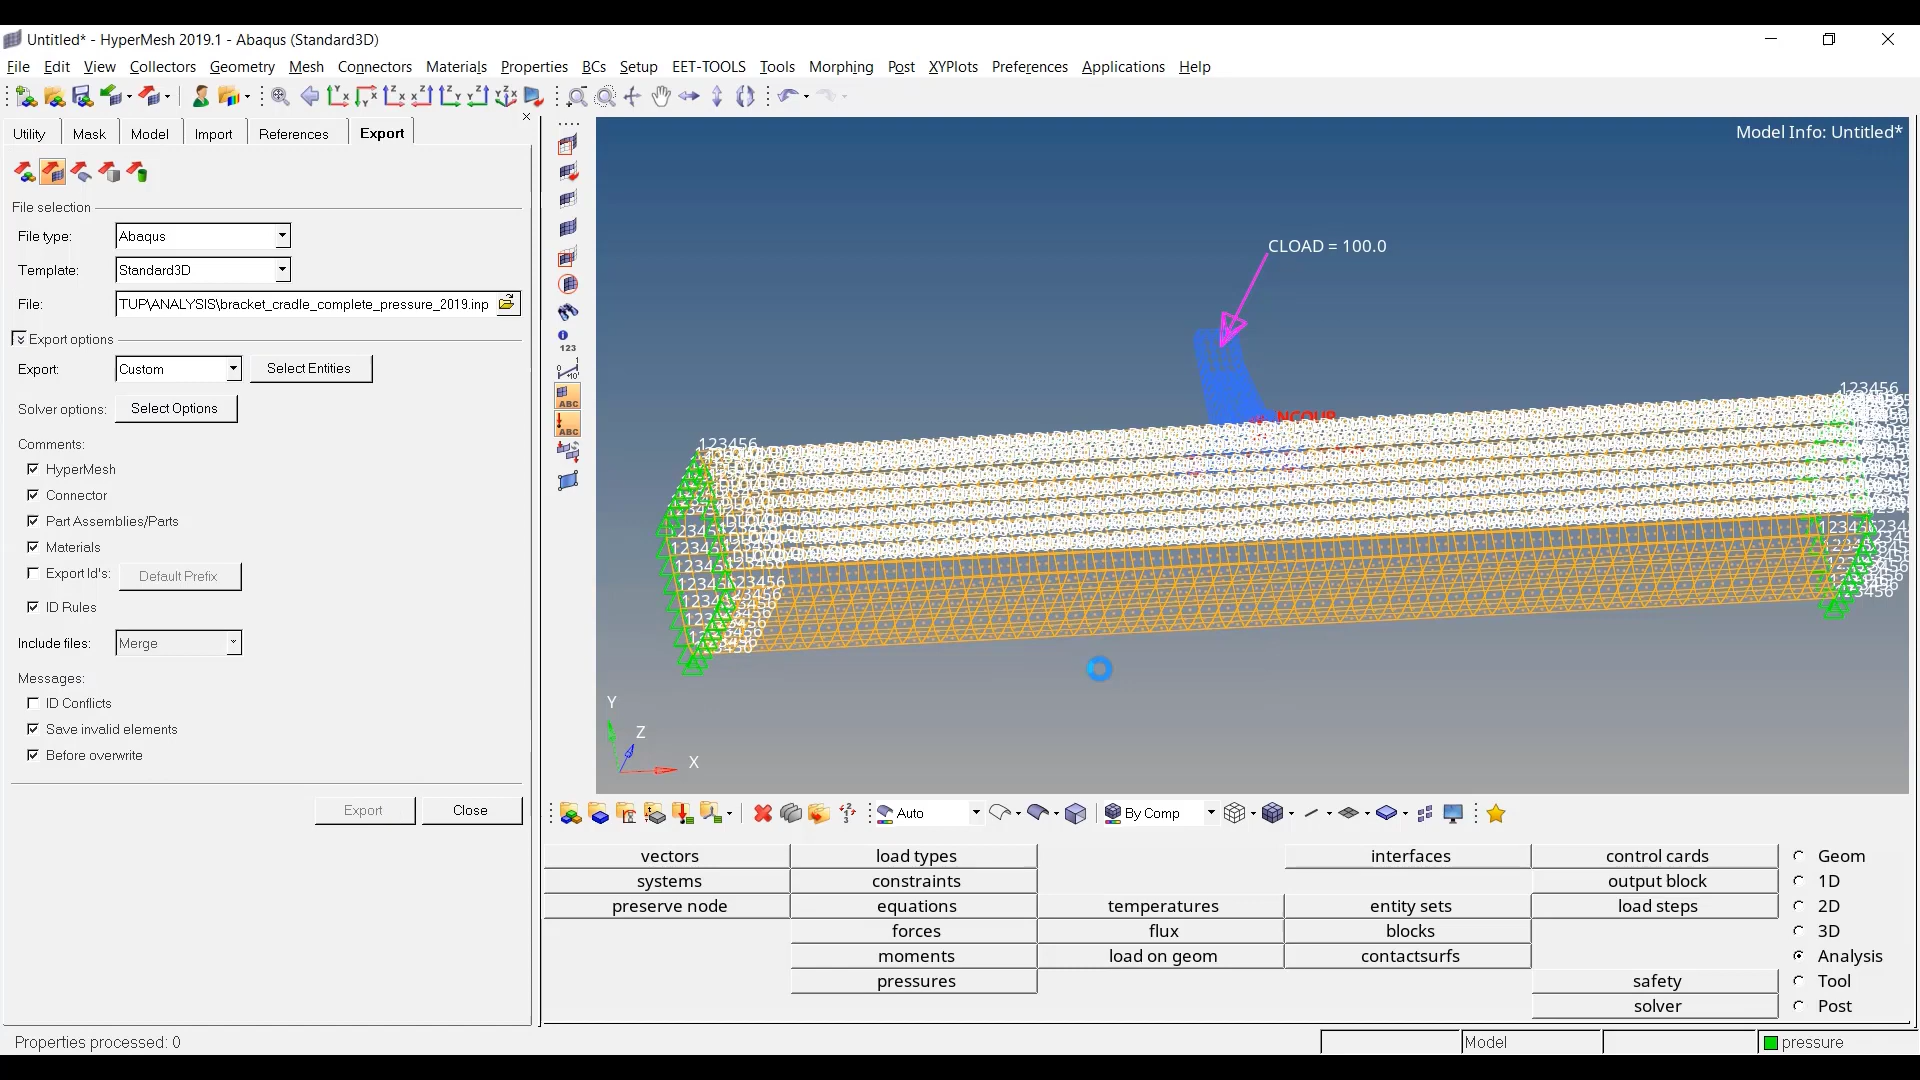 Untitled* - HyperMesh 2019.1 - Abaqus (Standard3D)
File Edit View Collectors Geometry Mesh Connectors Materials Properties BCs Setup EET-TOOLS Tools Morphing Post XYPlots Preferences Applications Help
Utility Mask Model Import References Export
Model Info: Untitled*
File selection
File type: Abaqus
Template: Standard3D
File: TUP\ANALYSIS\bracket_cradle_complete_pressure_2019.inp
Export options
Export: Custom Select Entities
Solver options: Select Options
Comments:
HyperMesh
Connector
Part Assemblies/Parts
Materials
Export Id's: Default Prefix
ID Rules
Include files: Merge
Messages:
ID Conflicts
Save invalid elements
Before overwrite
Export Close
123
ABC
ABC
CLOAD = 100.0
123456
123456
Y
Z
X
Auto By Comp
vectors load types interfaces control cards Geom
systems constraints output block 1D
preserve node equations temperatures entity sets load steps 2D
forces flux blocks 3D
moments load on geom contactsurfs Analysis
pressures safety Tool
solver Post
Properties processed: 0 Model pressure